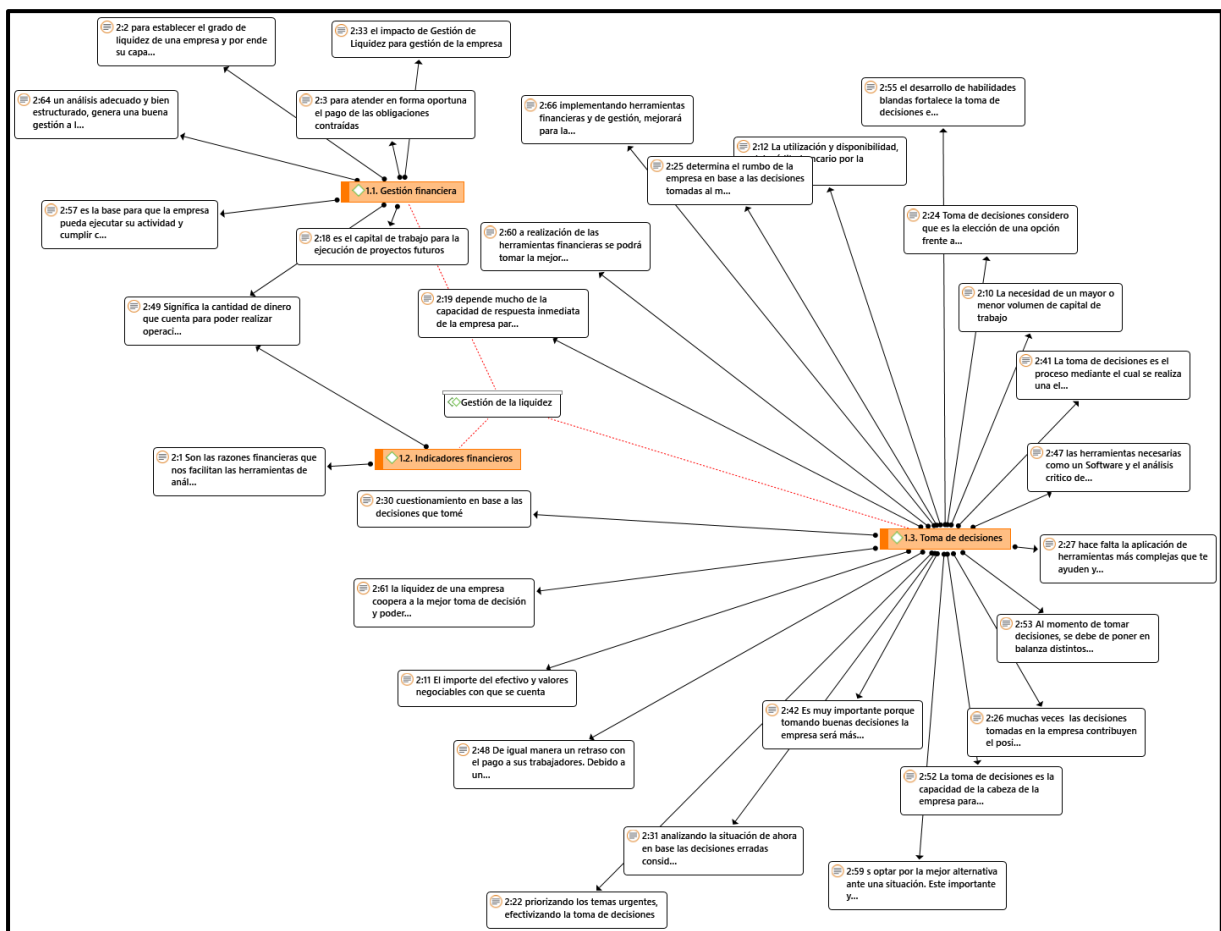 2:2 para establecer el grado de
liquidez de una empresa y por ende
su capa...
2:33 el impacto de Gestión de
Liquidez para gestión de la empresa
2:64 un análisis adecuado y bien
estructurado, genera una buena
gestión a l...
2:3 para atender en forma oportuna
el pago de las obligaciones
contraídas
2:66 implementando herramientas
financieras y de gestión, mejorará
para la...
2:55 el desarrollo de habilidades
blandas fortalece la toma de
decisiones e...
2:12 La utilización y disponibilidad,
por la
2:25 determina el rumbo de la
empresa en base a las decisiones
tomadas al m...
1.1. Gestión financiera
2:57 es la base para que la empresa
pueda ejecutar su actividad y
cumplir c...
2:18 es el capital de trabajo para la
ejecución de proyectos futuros
2:60 a realización de las
herramientas financieras se podrá
tomar la mejor...
2:24 Toma de decisiones considero
que es la elección de una opción
frente a...
2:49 Significa la cantidad de dinero
que cuenta para poder realizar
operaci...
2:19 depende mucho de la
capacidad de respuesta inmediata
de la empresa par...
2:10 La necesidad de un mayor o
menor volumen de capital de
trabajo
2:41 La toma de decisiones es el
proceso mediante el cual se realiza
una el...
Gestión de la liquidez
2:1 Son las razones financieras que
nos facilitan las herramientas de
anál...
1.2. Indicadores financieros
2:47 las herramientas necesarias
como un Software y el análisis
critico de...
2:30 cuestionamiento en base a las
decisiones que tomé
1.3. Toma de decisiones
2:27 hace falta la aplicación de
herramientas más complejas que te
ayuden y...
2:61 la liquidez de una empresa
coopera a la mejor toma de decisión
y poder...
2:53 Al momento de tomar
decisiones, se debe de poner en
balanza distintos...
2:11 El importe del efectivo y valores
negociables con que se cuenta
2:42 Es muy importante porque
tomando buenas decisiones la
empresa será más...
2:26 muchas veces las decisiones
tomadas en la empresa contribuyen
el posi...
2:48 De igual manera un retraso con
el pago a sus trabajadores. Debido a
un...
2:52 La toma de decisiones es la
capacidad de la cabeza de la
empresa para...
2:31 analizando la situación de ahora
en base las decisiones erradas
consid...
2:59 s optar por la mejor alternativa
ante una situación. Este importante
y...
2:22 priorizando los temas urgentes,
efectivizando la toma de decisiones